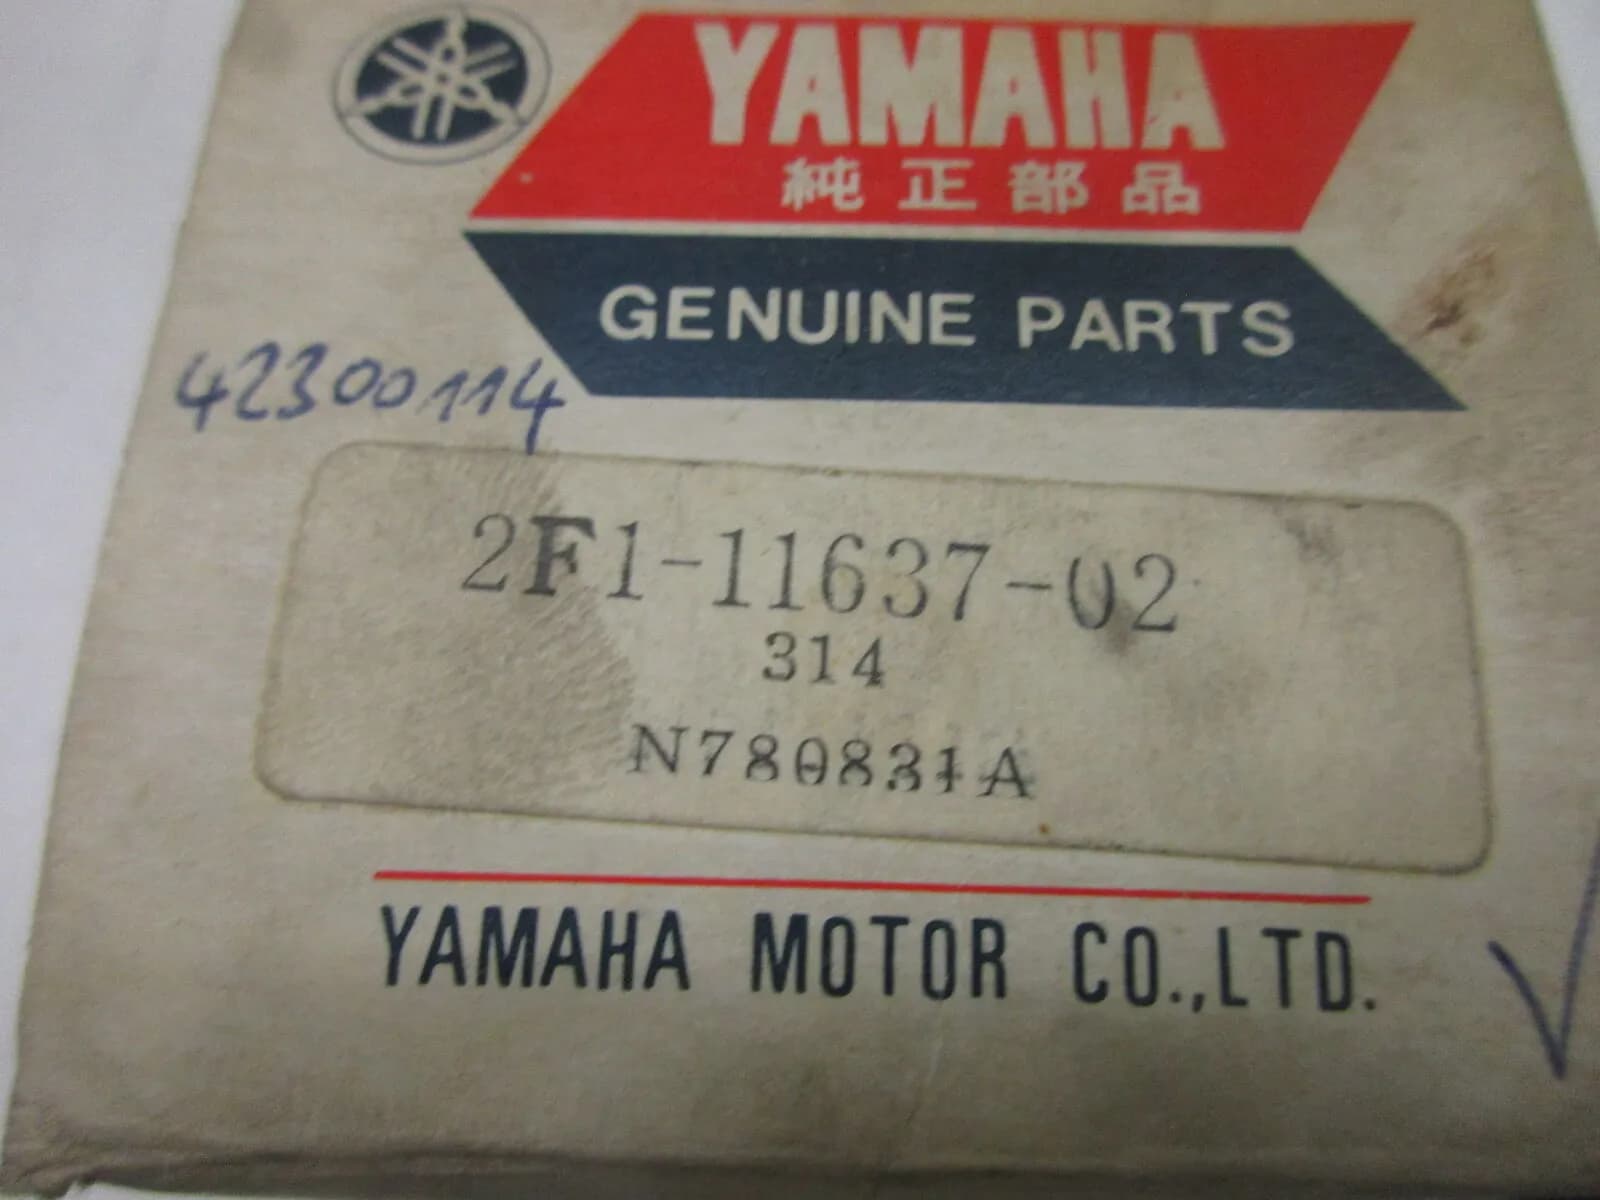 YAMAHA
純正部品
GENUINE PARTS
42300114
2F1-11637-02
314
N780831A
YAMAHA MOTOR CO.,LTD.